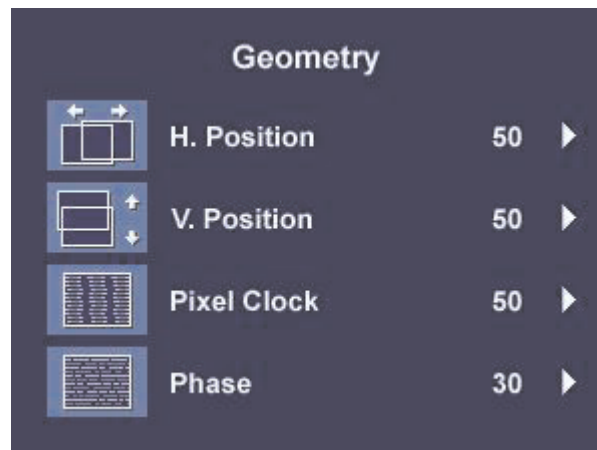 Geometry
H. Position 50
V. Position 50
Pixel Clock 50
Phase 30